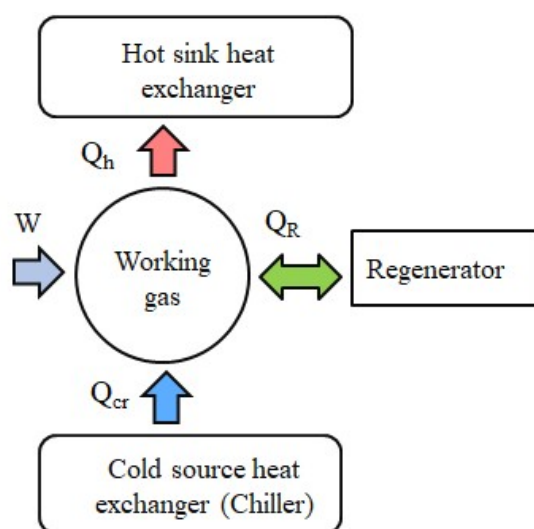 Hot sink heat
exchanger
Qh
W
QR
Working
gas
Regenerator
Qcr
Cold source heat
exchanger (Chiller)